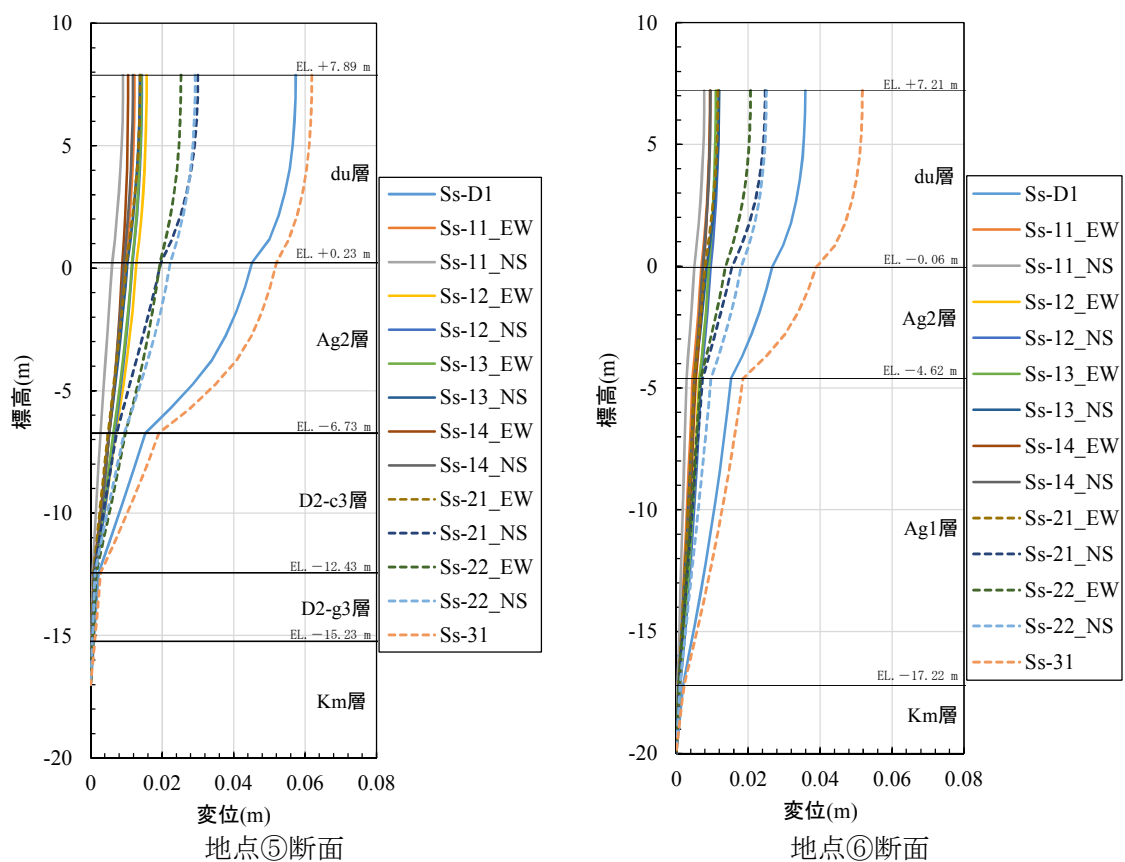 10
5
0
-5
-10
-15
-20
標高(m)
EL. +7.89 m
du層
EL. +0.23 m
Ag2層
EL. -6.73 m
D2-c3層
EL. -12.43 m
D2-g3層
EL. -15.23 m
Km層
0 0.02 0.04 0.06 0.08
変位(m)
地点⑤断面
Ss-D1
Ss-11_EW
Ss-11_NS
Ss-12_EW
Ss-12_NS
Ss-13_EW
Ss-13_NS
Ss-14_EW
Ss-14_NS
Ss-21_EW
Ss-21_NS
Ss-22_EW
Ss-22_NS
Ss-31
10
5
0
-5
-10
-15
-20
標高(m)
EL. +7.21 m
du層
EL. -0.06 m
Ag2層
EL. -4.62 m
Ag1層
EL. -17.22 m
Km層
0 0.02 0.04 0.06 0.08
変位(m)
地点⑥断面
Ss-D1
Ss-11_EW
Ss-11_NS
Ss-12_EW
Ss-12_NS
Ss-13_EW
Ss-13_NS
Ss-14_EW
Ss-14_NS
Ss-21_EW
Ss-21_NS
Ss-22_EW
Ss-22_NS
Ss-31